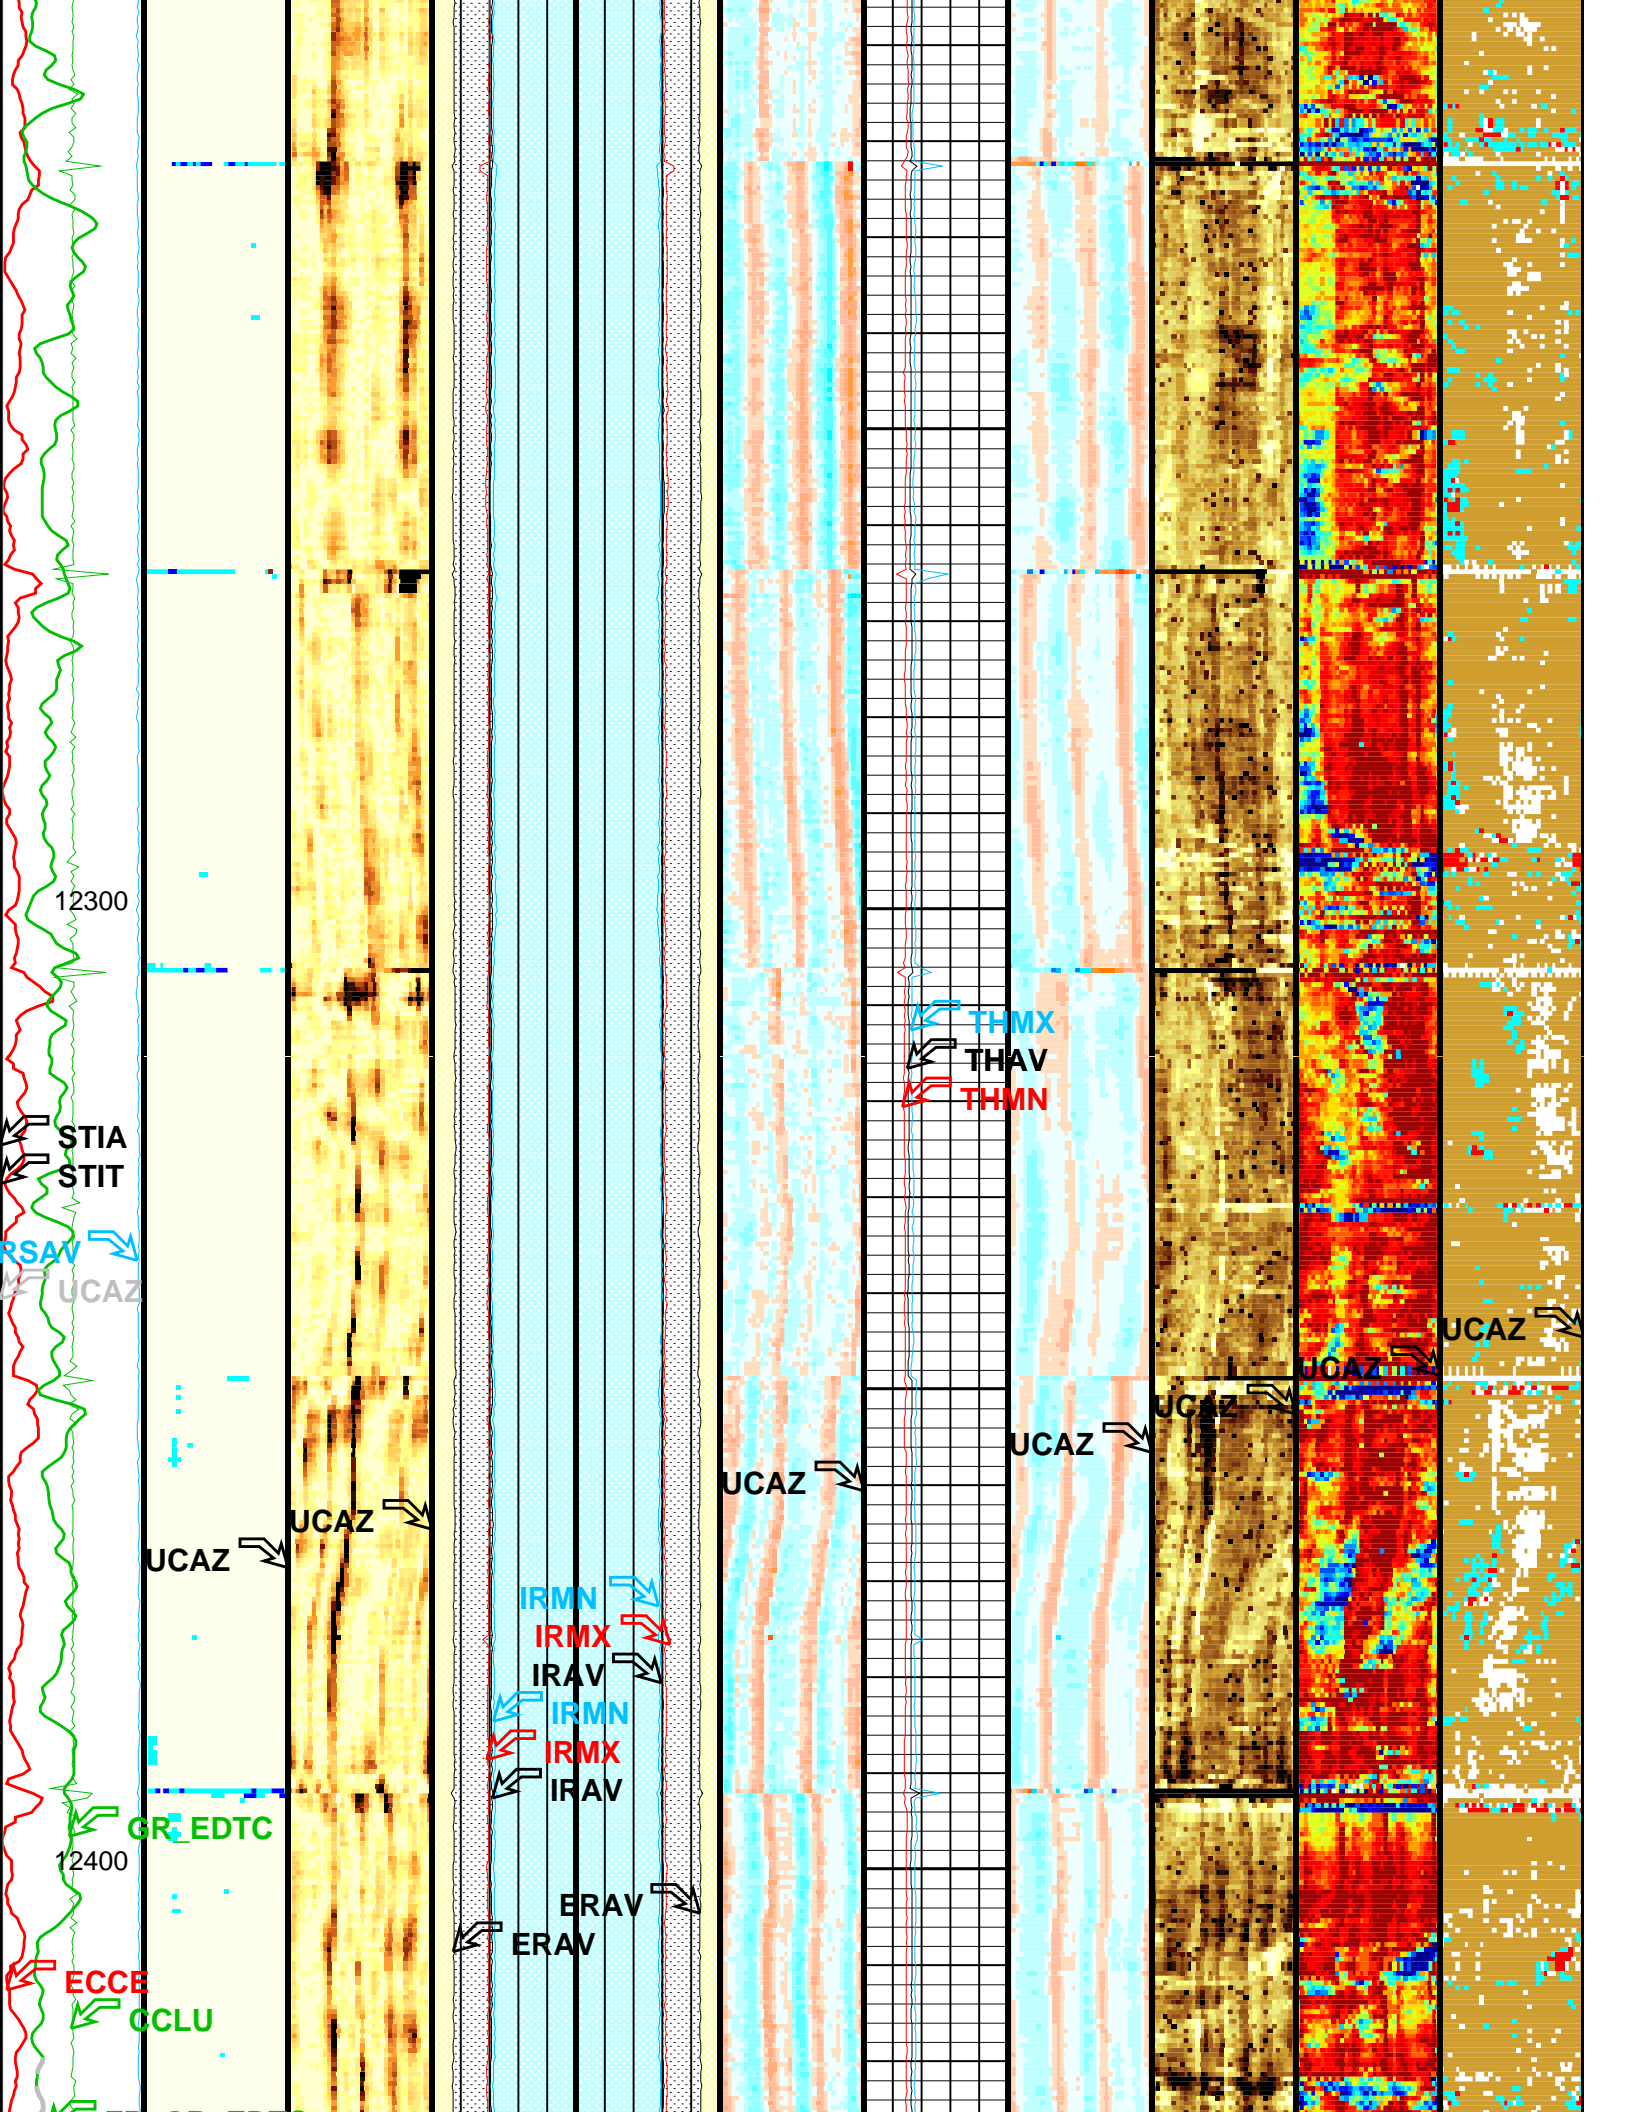 12300
THMX
THAV
THMN
STIA
STIT
RSAV
UCAZ
UCAZ
UCAZ
UCAZ
UCAZ
UCAZ
UCAZ
UCAZ
IRMN
IRMX
IRAV
IRMN
IRMX
IRAV
GR_EDTC
12400
ERAV
ERAV
ECCE
CCLU